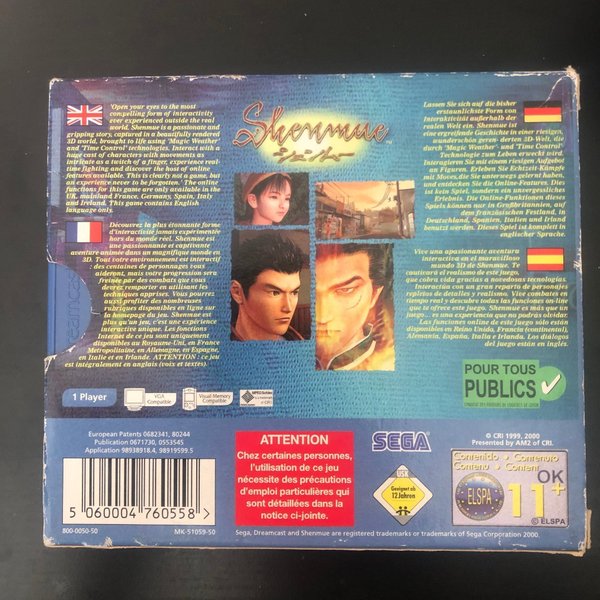 'Open your eyes to the most
compelling form of interactivity
ever experienced outside the real
world. Shenmue is a passionate and
gripping story, captured in a beautifully rendered
3D world, brought to life using 'Magic Weather'
and 'Time Control' technologies. Interact with a
huge cast of characters with movements as
intricate as a twitch of a finger, experience real-
time fighting and discover the host of online
features available. This is clearly not a game, but
an experience never to be forgotten. 'The online
functions for this game are only available in the
UK, mainland France, Germany, Spain, Italy
and Ireland.' This game contains English
language only.
Découvrez la plus étonnante forme
d'interactivité jamais expérimentée
hors du monde réel. Shenmue est
une passionnante et captivante
aventure animée dans un magnifique monde en
3D. Tout votre environnement est interactif
: des centaines de personnages vous
aideront, mais votre progression sera
freinée par des combats que vous
devrez remporter en utilisant les
techniques apprises. Vous pourrez
aussi profiter des nombreuses
rubriques disponibles en ligne sur
le homepage du jeu. Shenmue est
plus qu'un jeu, c'est une expérience
interactive unique. Les fonctions
Internet de ce jeu sont uniquement
disponibles au Royaume-Uni, en France
Metropolitaine, en Allemagne, en Espagne,
en Italie et en Irlande. ATTENTION : ce jeu
est intégralement en anglais (voix et textes).
Shenmue
TM
Lassen Sie sich auf die bisher
erstaunlichste Form von
Interaktivität außerhalb der
realen Welt ein. Shenmue ist
eine ergreifende Geschichte in einer riesigen,
wunderschön gerenderten 3D-Welt, die
durch 'Magic Weather'- und 'Time Control'-
Technologie zum Leben erweckt wird.
Interagieren Sie mit einem riesigen Aufgebot
an Figuren. Erleben Sie Echtzeit-Kämpfe
mit Moves, die Sie unterwegs gelernt haben,
und entdecken Sie die Online-Features. Dies
ist kein Spiel, sondern ein unvergessliches
Erlebnis. Die Online-Funktionen dieses
Spiels können nur in Großbritannien, auf
dem französischen Festland, in
Deutschland, Spanien, Italien und Irland
benutzt werden. Dieses Spiel ist komplett in
englischer Sprache.
Vive una apasionante aventura
interactiva en el maravilloso
mundo 3D de Shenmue. Te
cautivará el realismo de este juego,
que cobra vida gracias a novedosas tecnologías.
Interactúa con un gran reparto de personajes
repletos de detalles y realismo. Vive combates en
tiempo real y descubre todas las funciones on-line
que te ofrece este juego. Shenmue es más que un
juego... es una experiencia que no podrás olvidar.
Las funciones online de este juego sólo están
disponibles en Reino Unido, Francia (continental),
Alemania, España, Italia e Irlanda. Los diálogos
del juego están en inglés.
1 Player
VGA
Compatible
Visual Memory
Compatible
POUR TOUS
PUBLICS
European Patents 0682341, 80244
Publication 0671730, 0553545
Application 98938918.4, 98919599.5
5 060004 760558 >
800-0050-50
MK-51059-50
ATTENTION
Chez certaines personnes,
l'utilisation de ce jeu
nécessite des précautions
d'emploi particulières qui
sont détaillées dans la
notice ci-jointe.
SEGA
© CRI 1999, 2000
Presented by AM2 of CRI.
USK
Geeignet ab
12 Jahren
Contenido • Contenuto
Contenu • Content
ELSPA
OK
11+
© ELSPA
Sega, Dreamcast and Shenmue are registered trademarks or trademarks of Sega Corporation 2000.